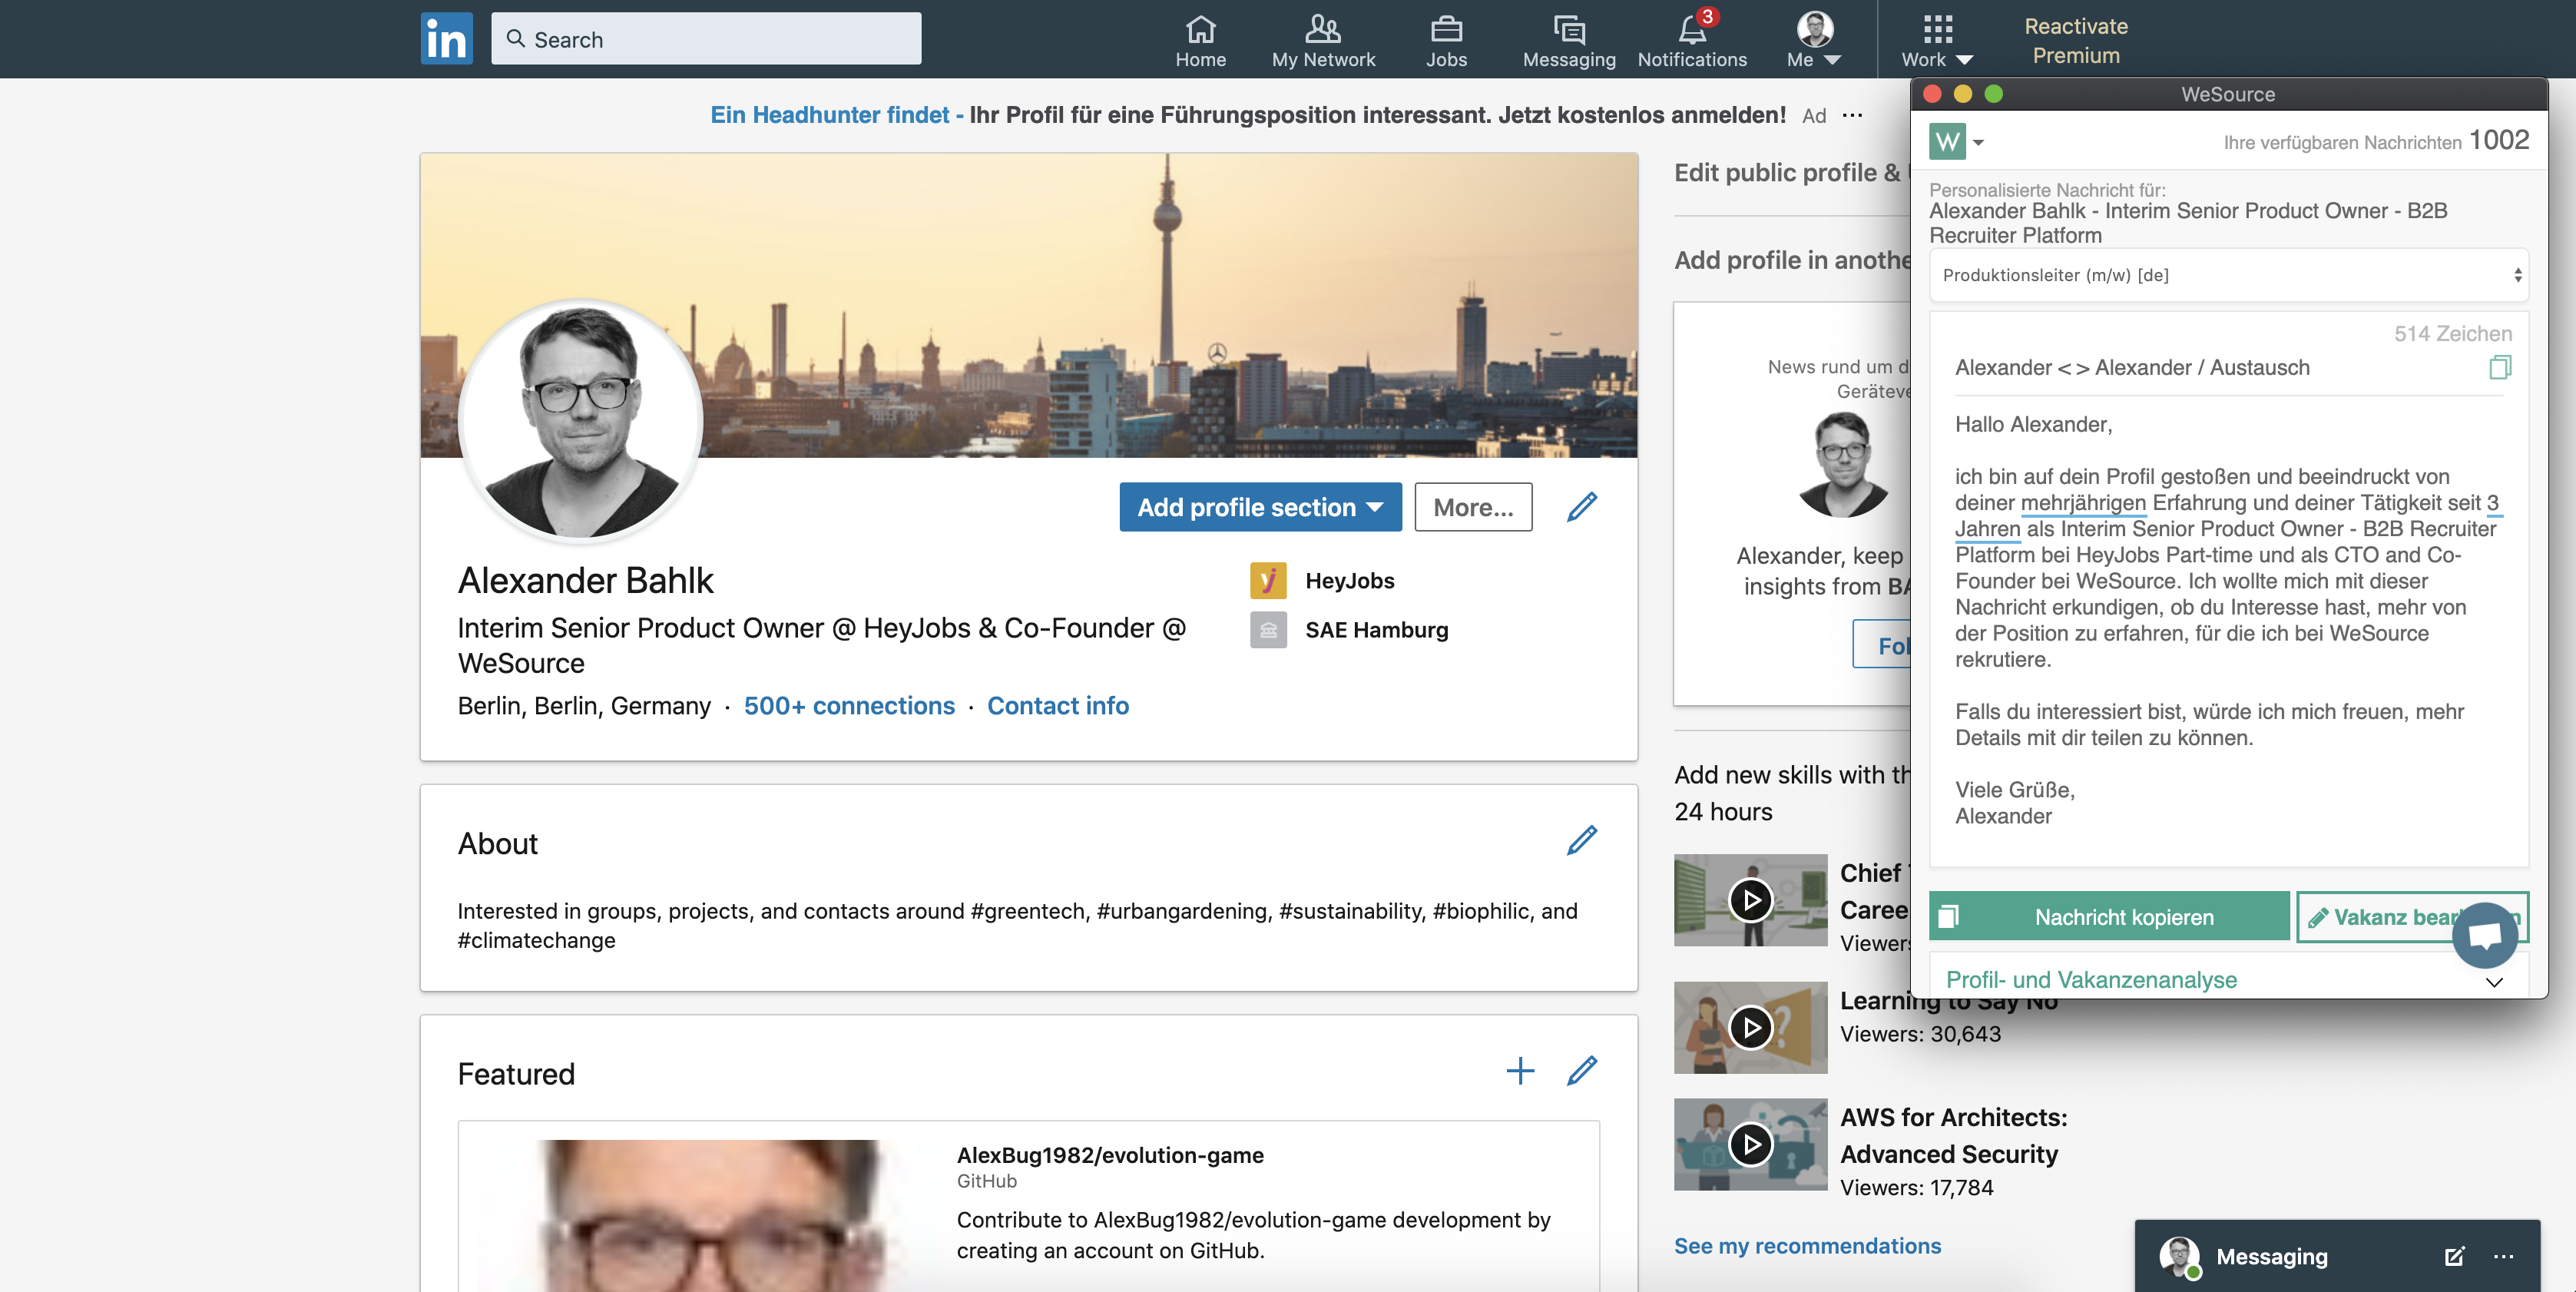 in
Search
Home
My Network
Jobs
Messaging
3
Notifications
Me
Work
Reactivate
Premium
Ein Headhunter findet - Ihr Profil für eine Führungsposition interessant. Jetzt kostenlos anmelden! Ad ...
Add profile section
More...
Alexander Bahlk
Interim Senior Product Owner @ HeyJobs & Co-Founder @
WeSource
Berlin, Berlin, Germany · 500+ connections · Contact info
HeyJobs
SAE Hamburg
About
Interested in groups, projects, and contacts around #greentech, #urbangardening, #sustainability, #biophilic, and
#climatechange
Featured
AlexBug1982/evolution-game
GitHub
Contribute to AlexBug1982/evolution-game development by
creating an account on GitHub.
Edit public profile &
Add profile in anothe
News rund um d
Geräteve
Alexander, keep
insights from BA
Fol
Add new skills with th
24 hours
Chief
Caree
Viewers
Learning to Say No
Viewers: 30,643
AWS for Architects:
Advanced Security
Viewers: 17,784
See my recommendations
WeSource
W
Ihre verfügbaren Nachrichten 1002
Personalisierte Nachricht für:
Alexander Bahlk - Interim Senior Product Owner - B2B
Recruiter Platform
Produktionsleiter (m/w) [de]
514 Zeichen
Alexander < > Alexander / Austausch
Hallo Alexander,
ich bin auf dein Profil gestoßen und beeindruckt von
deiner mehrjährigen Erfahrung und deiner Tätigkeit seit 3
Jahren als Interim Senior Product Owner - B2B Recruiter
Platform bei HeyJobs Part-time und als CTO and Co-
Founder bei WeSource. Ich wollte mich mit dieser
Nachricht erkundigen, ob du Interesse hast, mehr von
der Position zu erfahren, für die ich bei WeSource
rekrutiere.
Falls du interessiert bist, würde ich mich freuen, mehr
Details mit dir teilen zu können.
Viele Grüße,
Alexander
Nachricht kopieren
Vakanz bear
Profil- und Vakanzenanalyse
Messaging
...